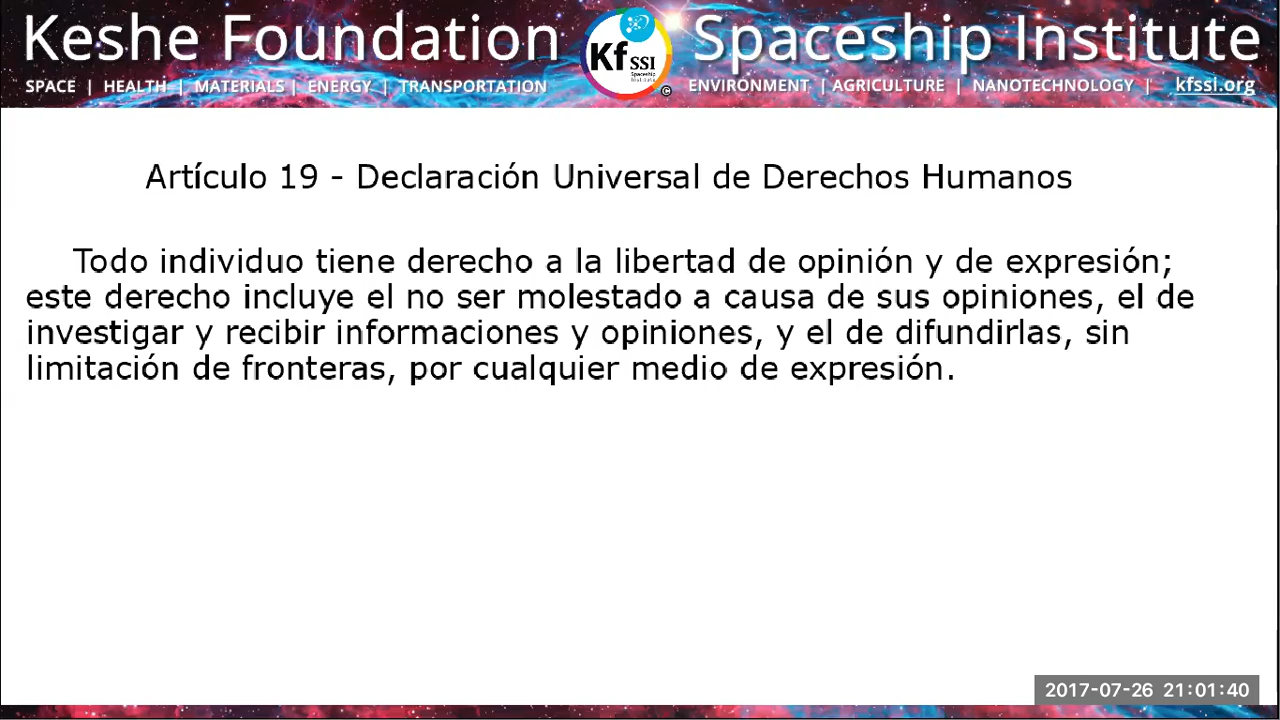 Keshe Foundation Kf SSI Spaceship Institute © Spaceship Institute
SPACE | HEALTH | MATERIALS | ENERGY | TRANSPORTATION ENVIRONMENT | AGRICULTURE | NANOTECHNOLOGY | kfssi.org
Artículo 19 - Declaración Universal de Derechos Humanos
Todo individuo tiene derecho a la libertad de opinión y de expresión;
este derecho incluye el no ser molestado a causa de sus opiniones, el de
investigar y recibir informaciones y opiniones, y el de difundirlas, sin
limitación de fronteras, por cualquier medio de expresión.
2017-07-26 21:01:40